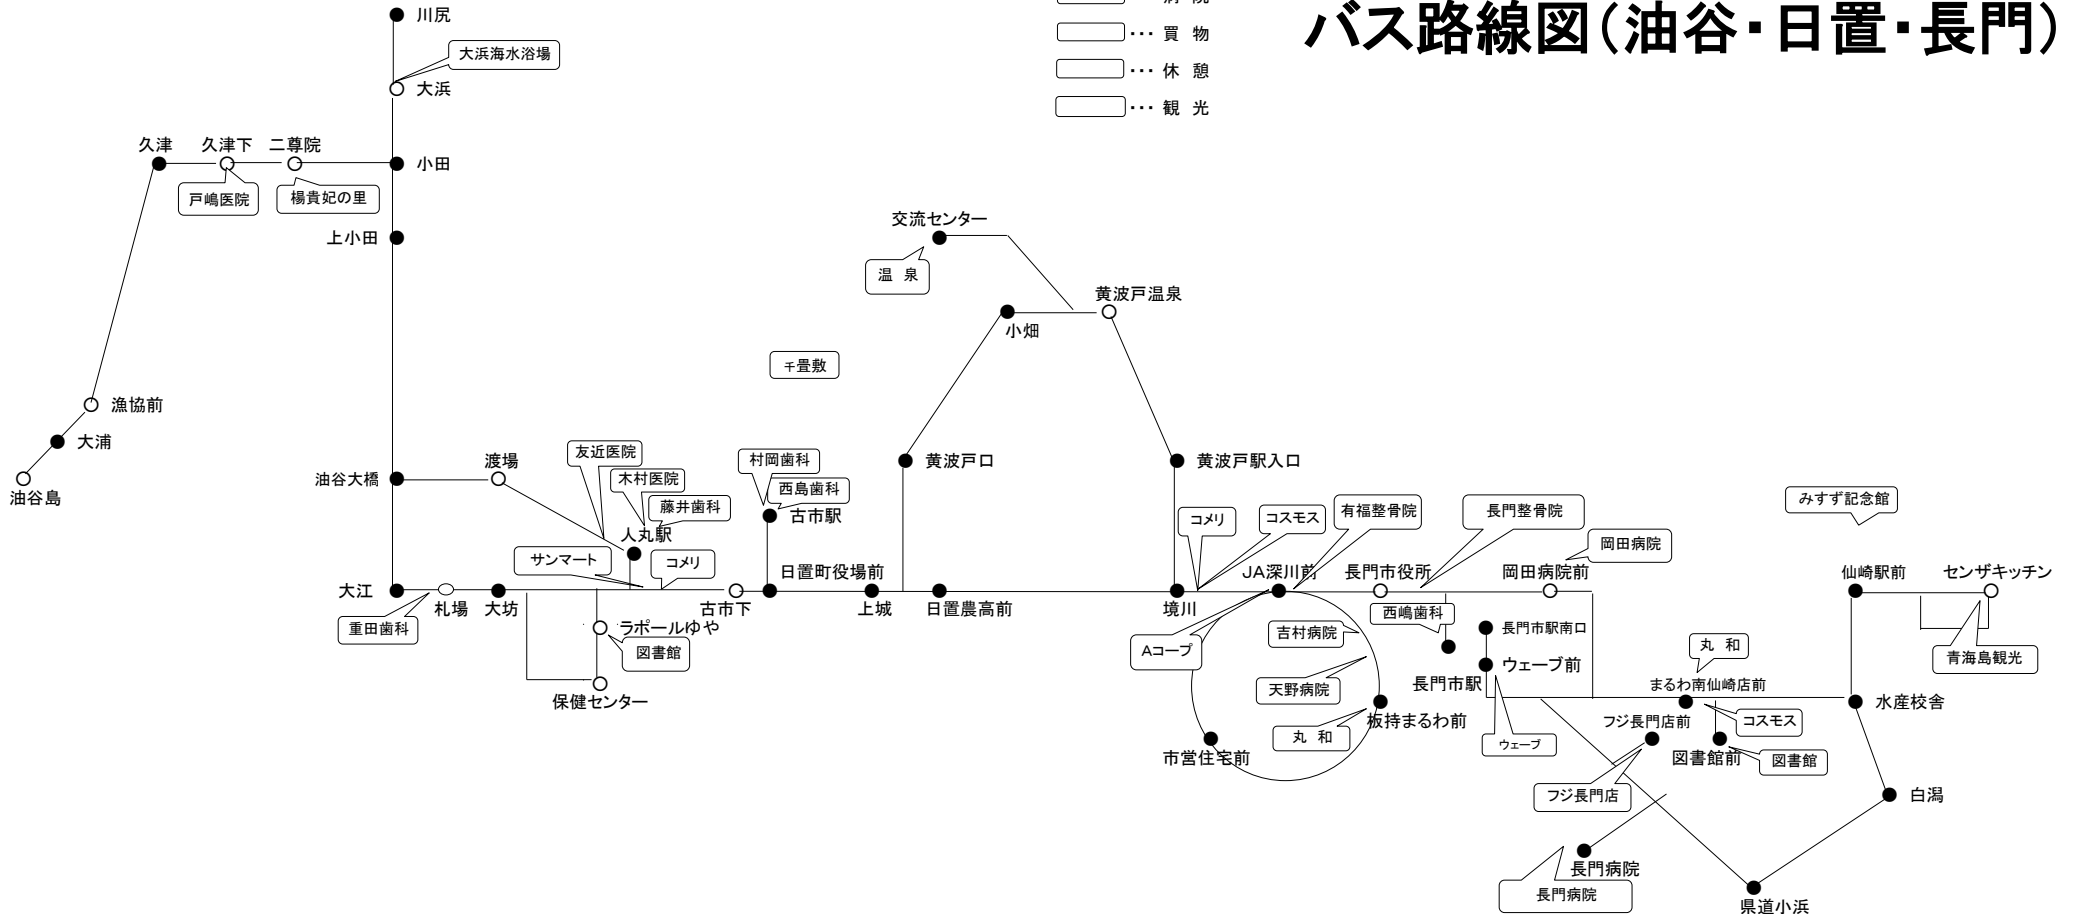 バス路線図(油谷・日置・長門)
病 院
･･･ 買 物
･･･ 休 憩
･･･ 観 光
川尻
大浜海水浴場
大浜
久津
久津下
二尊院
小田
戸嶋医院
楊貴妃の里
上小田
交流センター
温 泉
黄波戸温泉
小畑
千畳敷
漁協前
大浦
油谷島
油谷大橋
渡場
友近医院
木村医院
藤井歯科
人丸駅
村岡歯科
西島歯科
古市駅
黄波戸口
黄波戸駅入口
サンマート
コメリ
コメリ
コスモス
有福整骨院
長門整骨院
岡田病院
みすず記念館
大江
札場
大坊
古市下
日置町役場前
上城
日置農高前
境川
JA深川前
長門市役所
岡田病院前
仙崎駅前
センザキッチン
重田歯科
ラポールゆや
図書館
保健センター
Aコープ
吉村病院
西嶋歯科
長門市駅南口
ウェーブ前
長門市駅
丸 和
まるわ南仙崎店前
青海島観光
天野病院
板持まるわ前
丸 和
市営住宅前
ウェーブ
フジ長門店前
コスモス
図書館前
図書館
水産校舎
フジ長門店
白潟
長門病院
長門病院
県道小浜